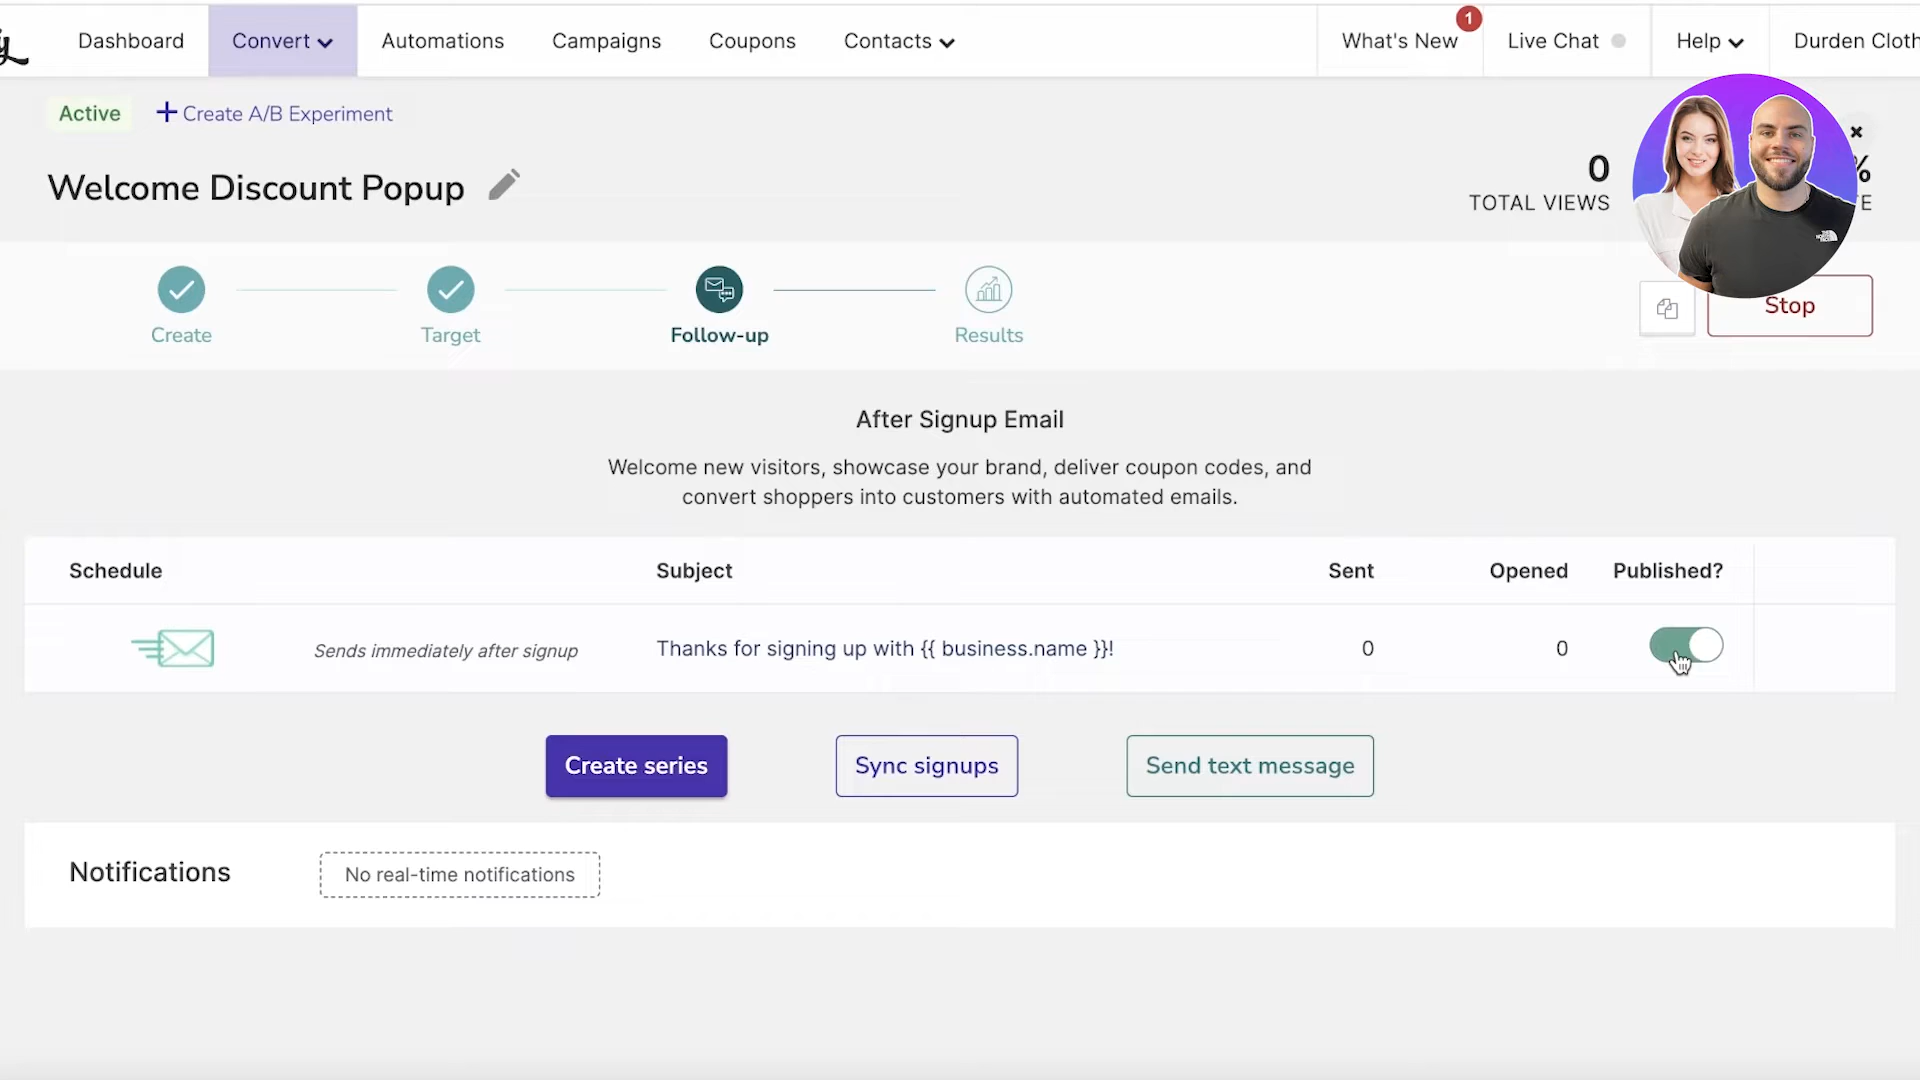 Dashboard Convert Automations Campaigns Coupons Contacts What's New 1 Live Chat Help Durden Cloth
Active + Create A/B Experiment
Welcome Discount Popup
0 %
TOTAL VIEWS
Create Target Follow-up Results
Stop
After Signup Email
Welcome new visitors, showcase your brand, deliver coupon codes, and
convert shoppers into customers with automated emails.
Schedule Subject Sent Opened Published?
Sends immediately after signup Thanks for signing up with {{ business.name }}! 0 0
Create series Sync signups Send text message
Notifications No real-time notifications